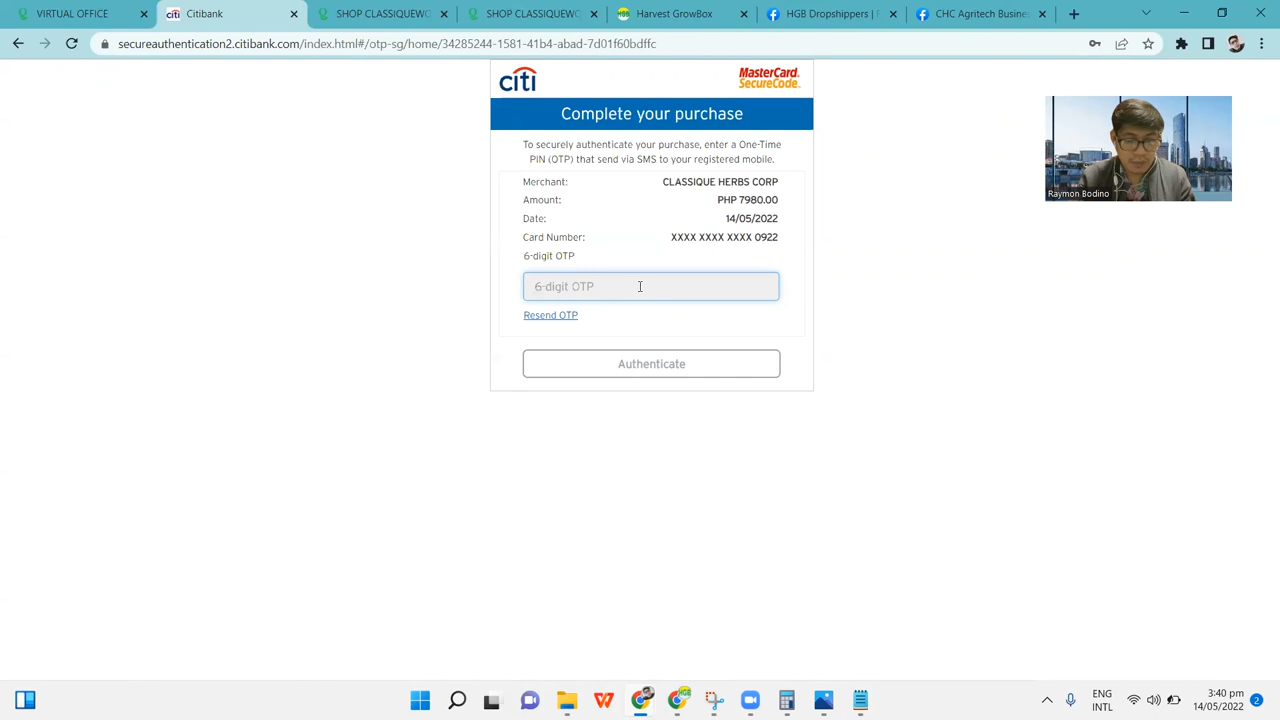 VIRTUAL OFFICE
Citibank
SHOP CLASSIQUEWO
SHOP CLASSIQUEWO
Harvest GrowBox
HGB Dropshippers |
CHC Agritech Busine
secureauthentication2.citibank.com/index.html#/otp-sg/home/34285244-1581-41b4-abad-7d01f60bdffc
citi
MasterCard.
SecureCode.
Complete your purchase
To securely authenticate your purchase, enter a One-Time
PIN (OTP) that send via SMS to your registered mobile.
Merchant: CLASSIQUE HERBS CORP
Amount: PHP 7980.00
Date: 14/05/2022
Card Number: XXXX XXXX XXXX 0922
6-digit OTP
6-digit OTP
Resend OTP
Authenticate
Raymon Bodino
ENG
INTL
3:40 pm
14/05/2022
2